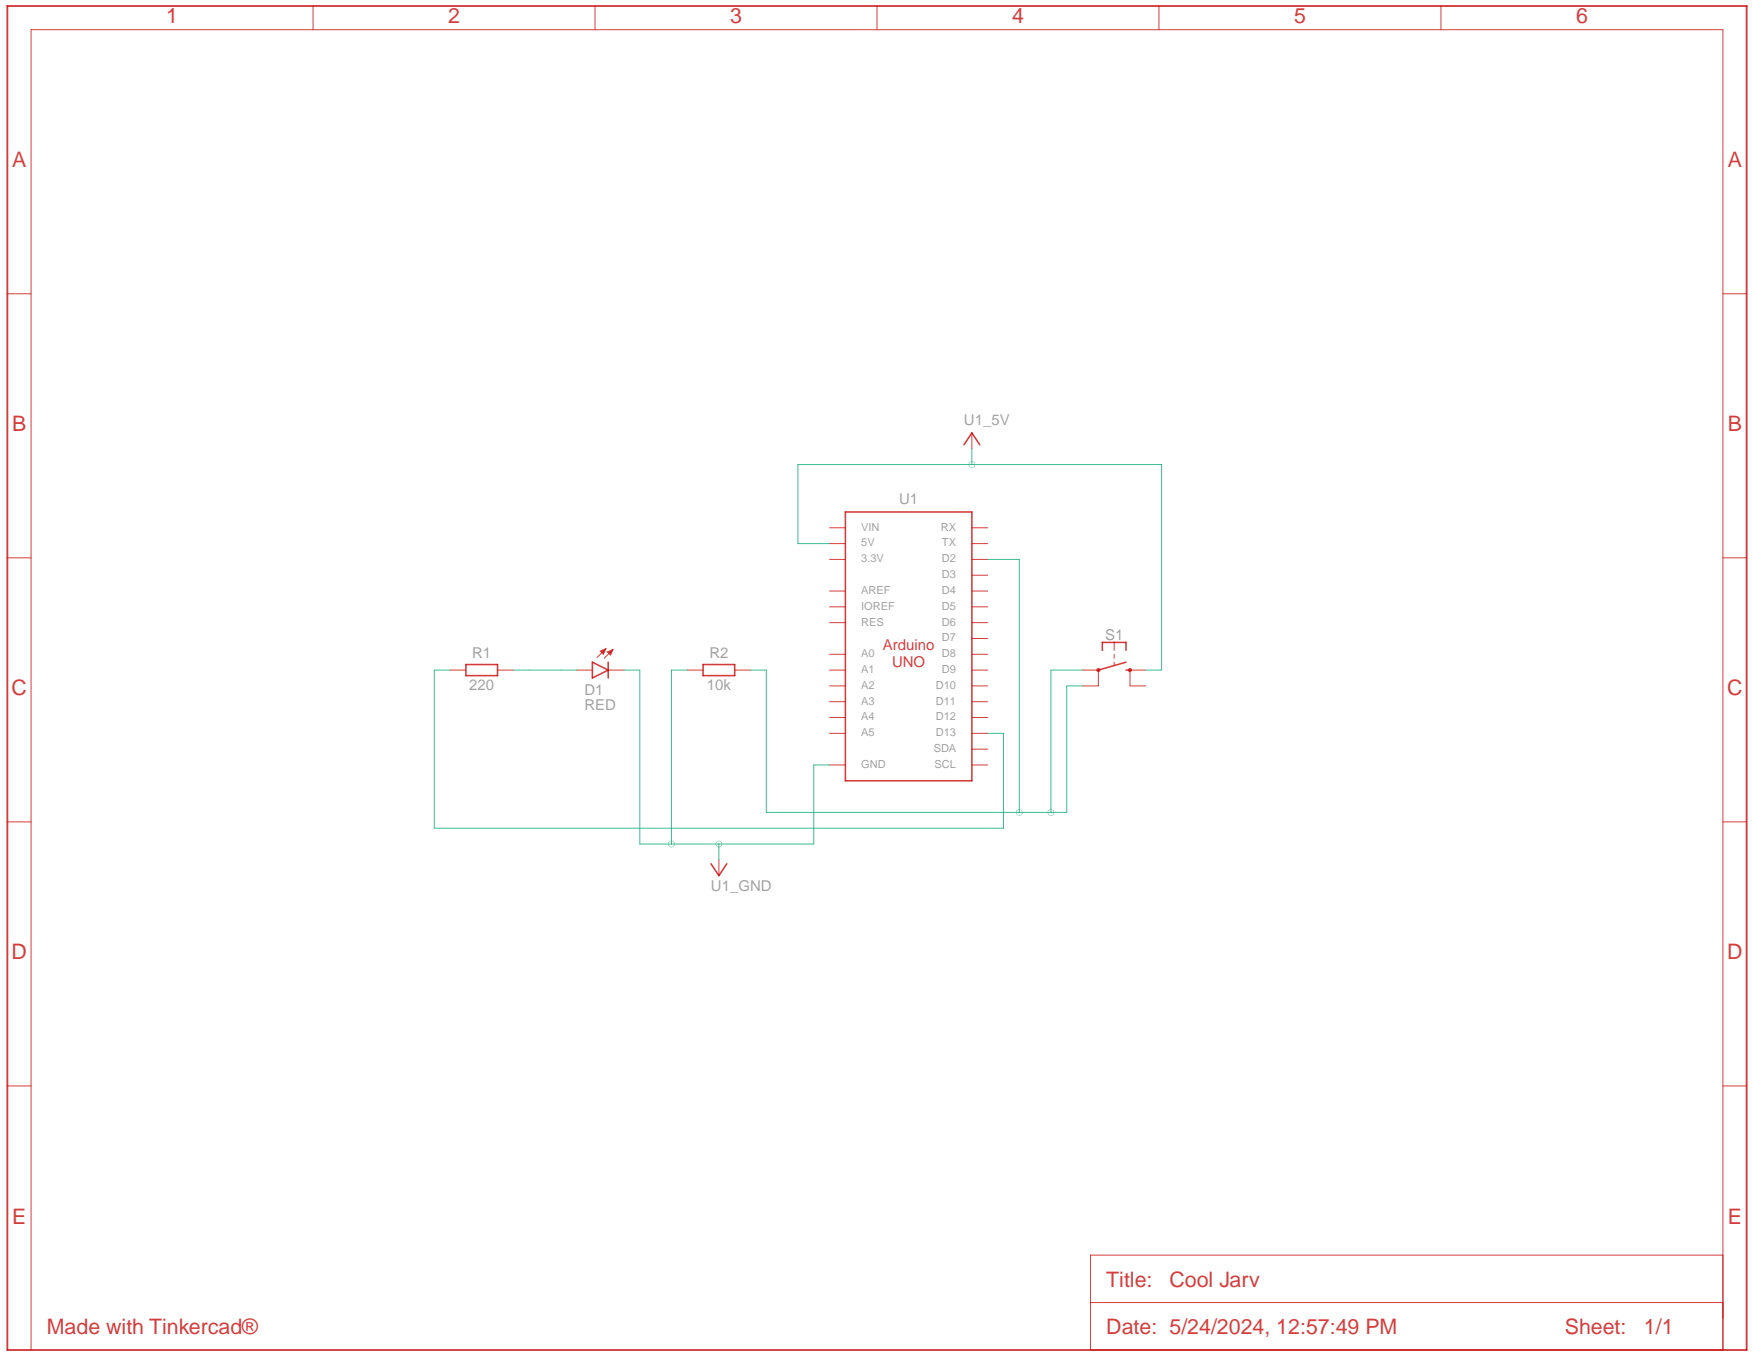 1 2 3 4 5 6
A A
B B
U1_5V
U1
VIN RX
5V TX
3.3V D2
D3
AREF D4
IOREF D5
RES D6
D7
Arduino
UNO
A0 D8
A1 D9
A2 D10
A3 D11
A4 D12
A5 D13
SDA
GND SCL
S1
R1
220
D1
RED
R2
10k
C C
U1_GND
D D
E E
Title: Cool Jarv
Made with Tinkercad®
Date: 5/24/2024, 12:57:49 PM Sheet: 1/1